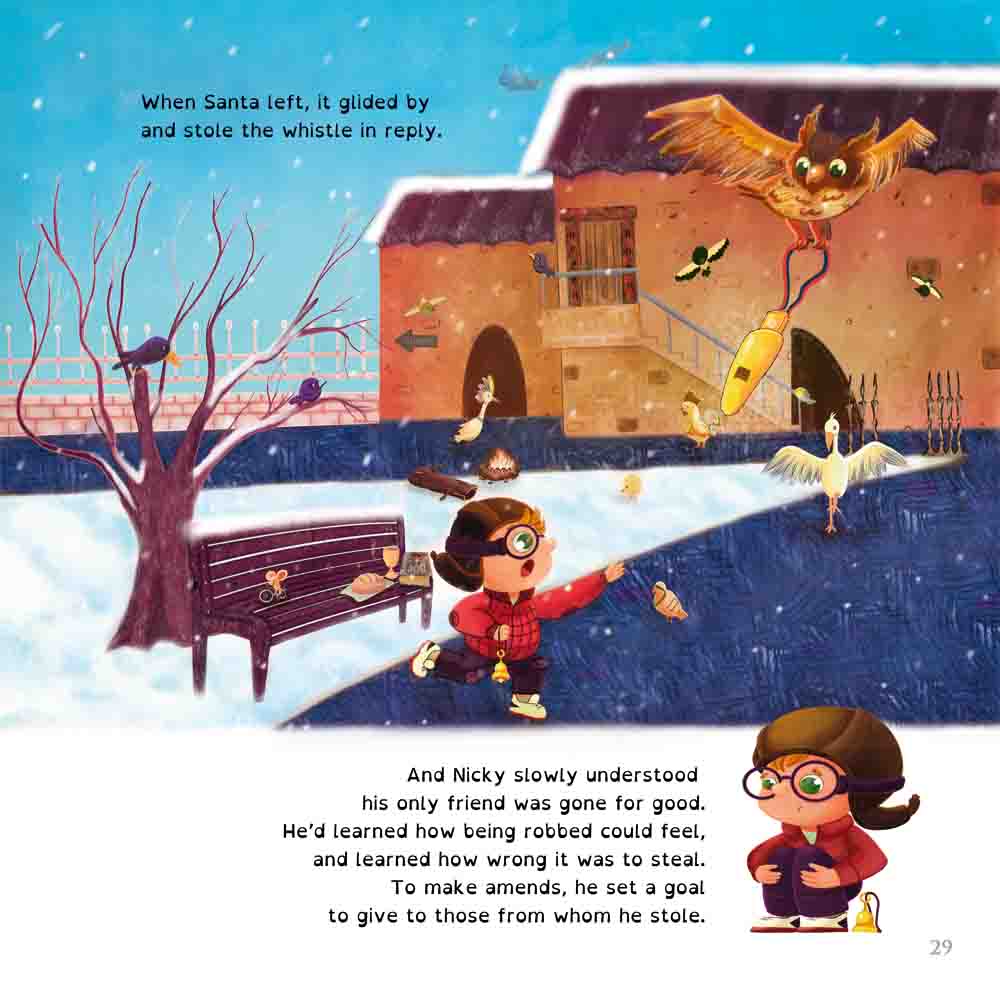 When Santa left, it glided by
and stole the whistle in reply.
And Nicky slowly understood
his only friend was gone for good.
He'd learned how being robbed could feel,
and learned how wrong it was to steal.
To make amends, he set a goal
to give to those from whom he stole.
29